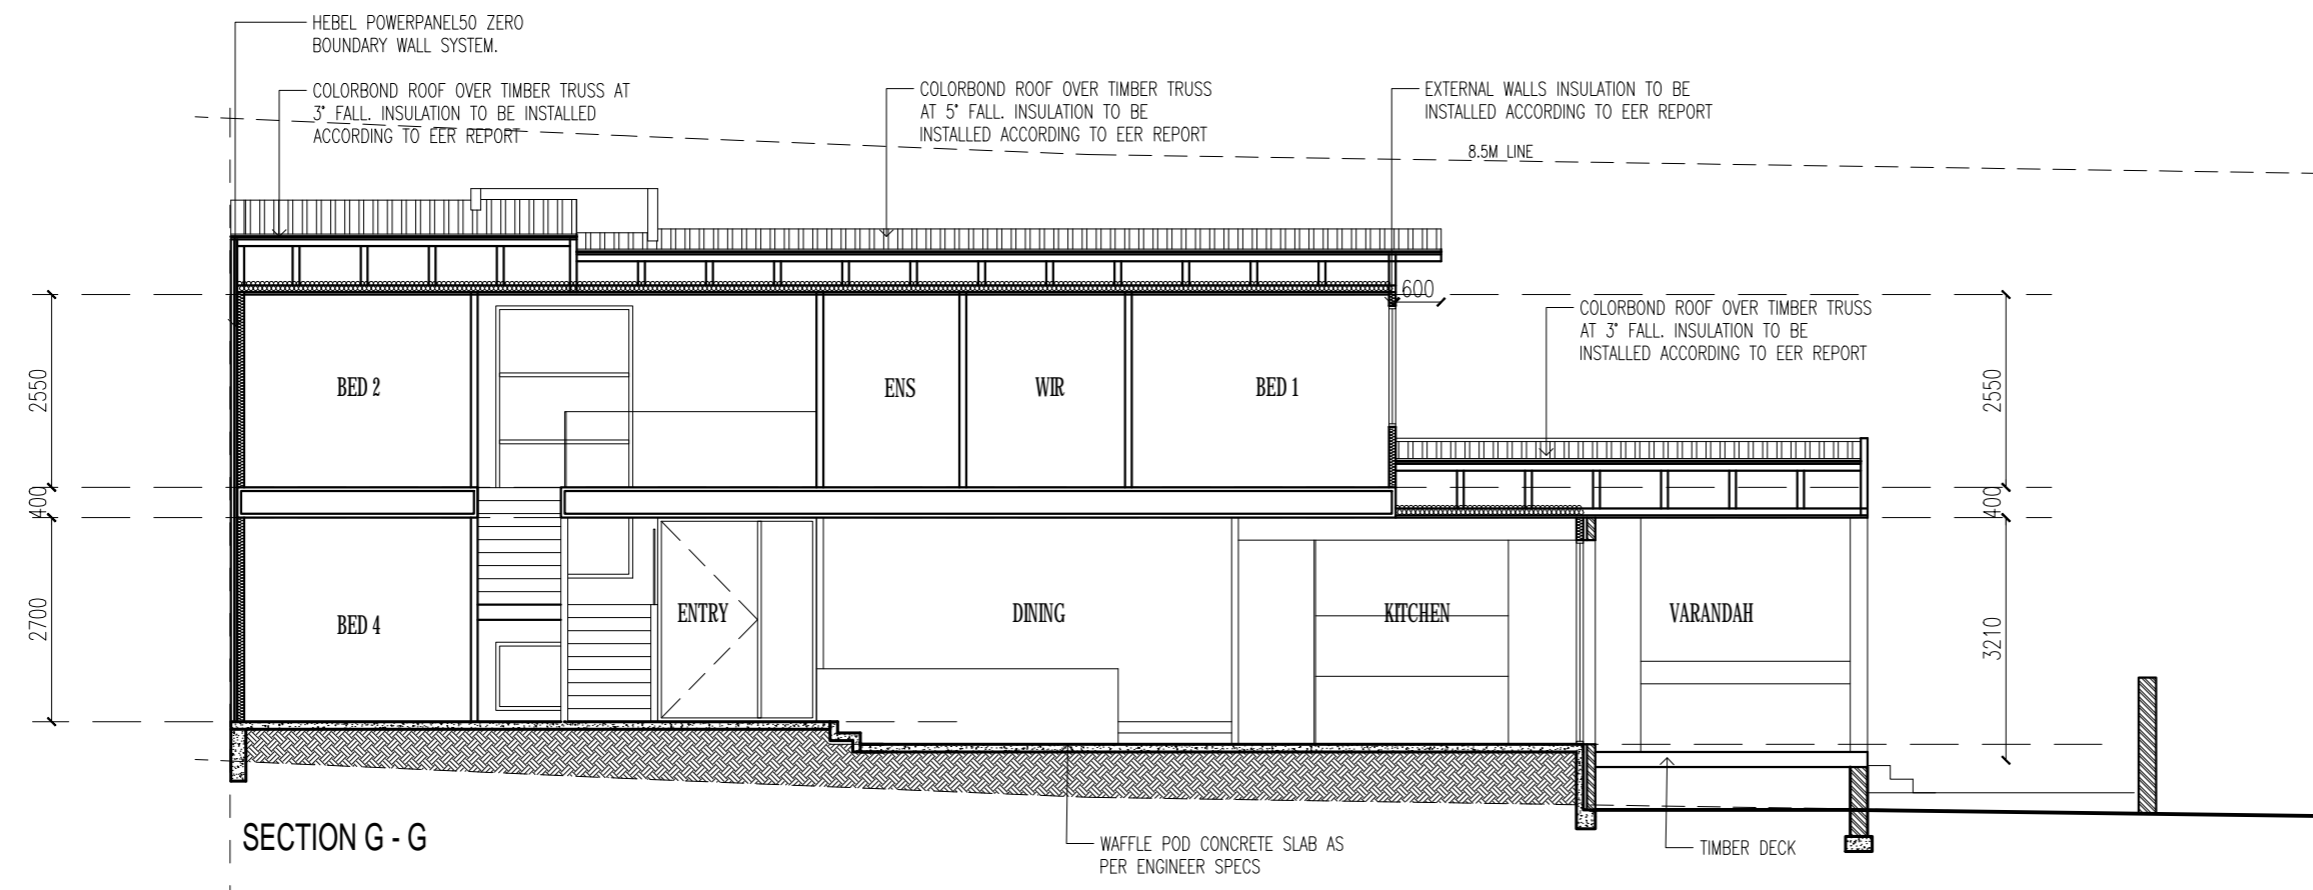 HEBEL POWERPANEL50 ZERO
BOUNDARY WALL SYSTEM.
COLORBOND ROOF OVER TIMBER TRUSS AT
3° FALL. INSULATION TO BE INSTALLED
ACCORDING TO EER REPORT
COLORBOND ROOF OVER TIMBER TRUSS
AT 5° FALL. INSULATION TO BE
INSTALLED ACCORDING TO EER REPORT
EXTERNAL WALLS INSULATION TO BE
INSTALLED ACCORDING TO EER REPORT
8.5M LINE
600
COLORBOND ROOF OVER TIMBER TRUSS
AT 3° FALL. INSULATION TO BE
INSTALLED ACCORDING TO EER REPORT
2550
BED 2
ENS
WIR
BED 1
2550
400
400
2700
BED 4
ENTRY
DINING
KITCHEN
VARANDAH
3210
SECTION G - G
WAFFLE POD CONCRETE SLAB AS
PER ENGINEER SPECS
TIMBER DECK